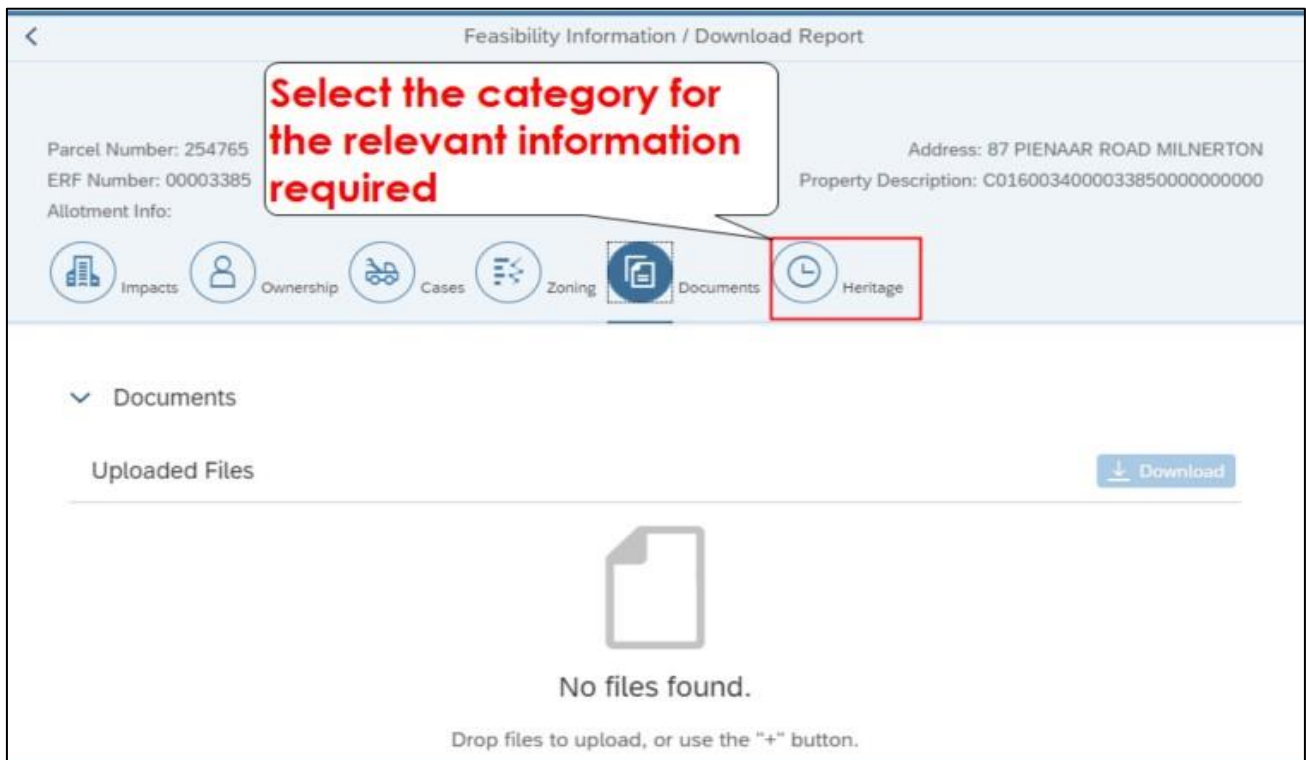 Feasibility Information / Download Report
Select the category for
the relevant information
required
Parcel Number: 254765
ERF Number: 00003385
Allotment Info:
Address: 87 PIENAAR ROAD MILNERTON
Property Description: C0160034000033850000000000
Impacts
Ownership
Cases
Zoning
Documents
Heritage
Documents
Uploaded Files
Download
No files found.
Drop files to upload, or use the "+" button.